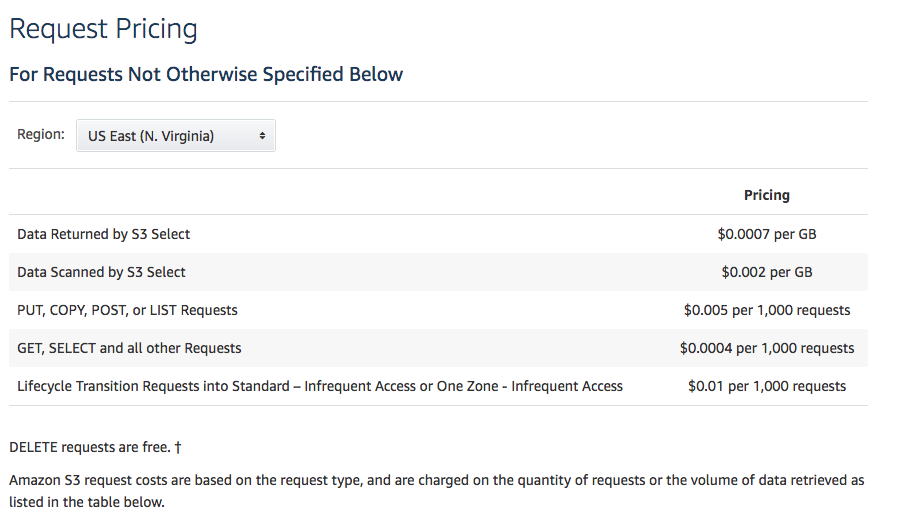 Request Pricing
For Requests Not Otherwise Specified Below
Region: US East (N. Virginia)
Pricing
Data Returned by S3 Select $0.0007 per GB
Data Scanned by S3 Select $0.002 per GB
PUT, COPY, POST, or LIST Requests $0.005 per 1,000 requests
GET, SELECT and all other Requests $0.0004 per 1,000 requests
Lifecycle Transition Requests into Standard – Infrequent Access or One Zone - Infrequent Access $0.01 per 1,000 requests
DELETE requests are free. †
Amazon S3 request costs are based on the request type, and are charged on the quantity of requests or the volume of data retrieved as
listed in the table below.